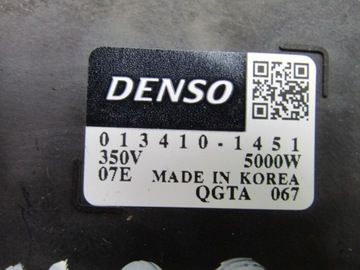 DENSO
013410-1451
350V 5000W
07E MADE IN KOREA
QGTA 067